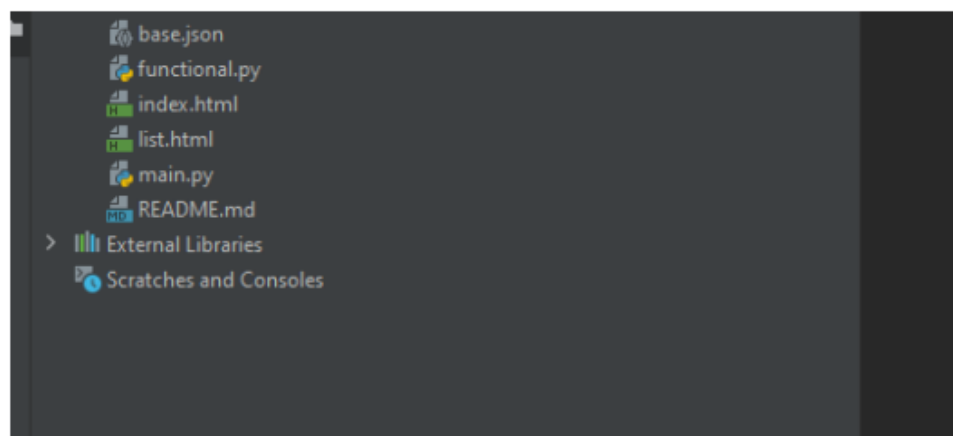 base.json
functional.py
index.html
list.html
main.py
README.md
External Libraries
Scratches and Consoles